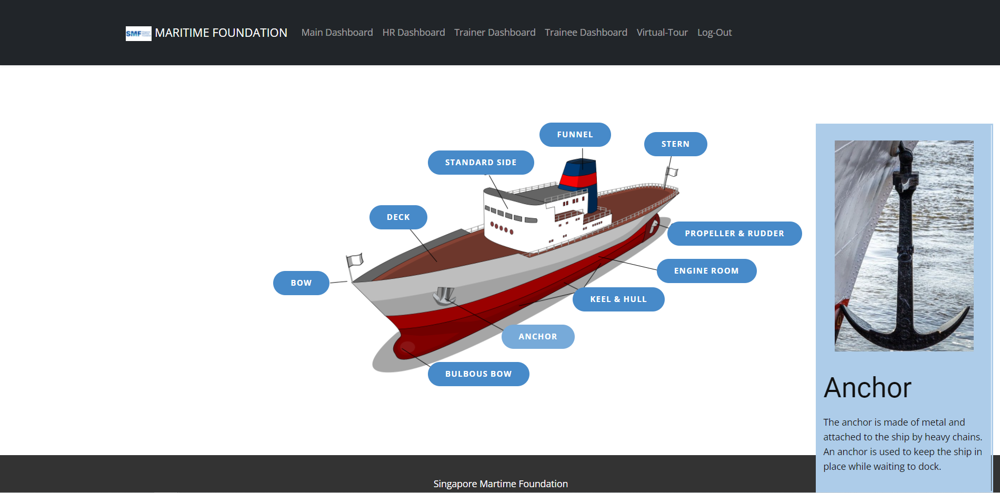 SMF MARITIME FOUNDATION Main Dashboard HR Dashboard Trainer Dashboard Trainee Dashboard Virtual-Tour Log-Out
FUNNEL
STERN
STANDARD SIDE
DECK
PROPELLER & RUDDER
ENGINE ROOM
BOW
KEEL & HULL
ANCHOR
BULBOUS BOW
Anchor
The anchor is made of metal and
attached to the ship by heavy chains.
An anchor is used to keep the ship in
place while waiting to dock.
Singapore Martime Foundation